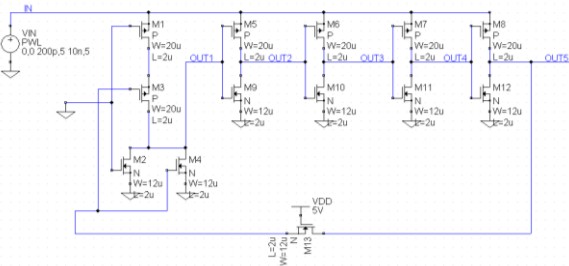 IN
VIN
PWL
0,0 200p,5 10n,5
M1
P
W=20u
L=2u
M3
P
W=20u
L=2u
M2
N
W=12u
L=2u
M4
N
W=12u
L=2u
OUT1
M5
P
W=20u
L=2u
OUT2
M9
N
W=12u
L=2u
M6
P
W=20u
L=2u
OUT3
M10
N
W=12u
L=2u
M7
P
W=20u
L=2u
OUT4
M11
N
W=12u
L=2u
M8
P
W=20u
L=2u
OUT5
M12
N
W=12u
L=2u
VDD
5V
L=2u
W=12u
N
M13